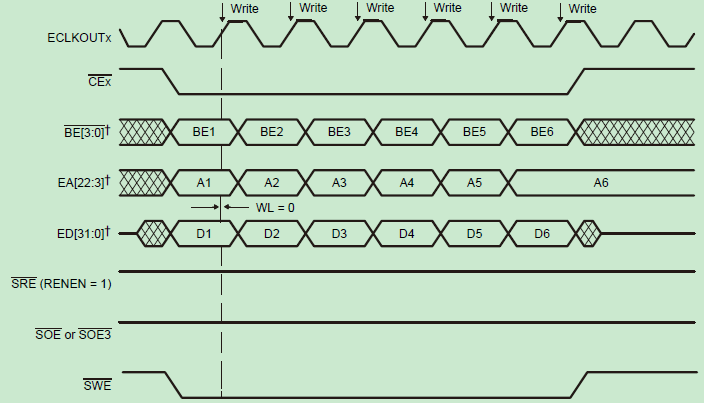 Write Write Write Write Write Write
ECLKOUTx
CEx
BE[3:0]† BE1 BE2 BE3 BE4 BE5 BE6
EA[22:3]† A1 A2 A3 A4 A5 A6
WL = 0
ED[31:0]† D1 D2 D3 D4 D5 D6
SRE (RENEN = 1)
SOE or SOE3
SWE